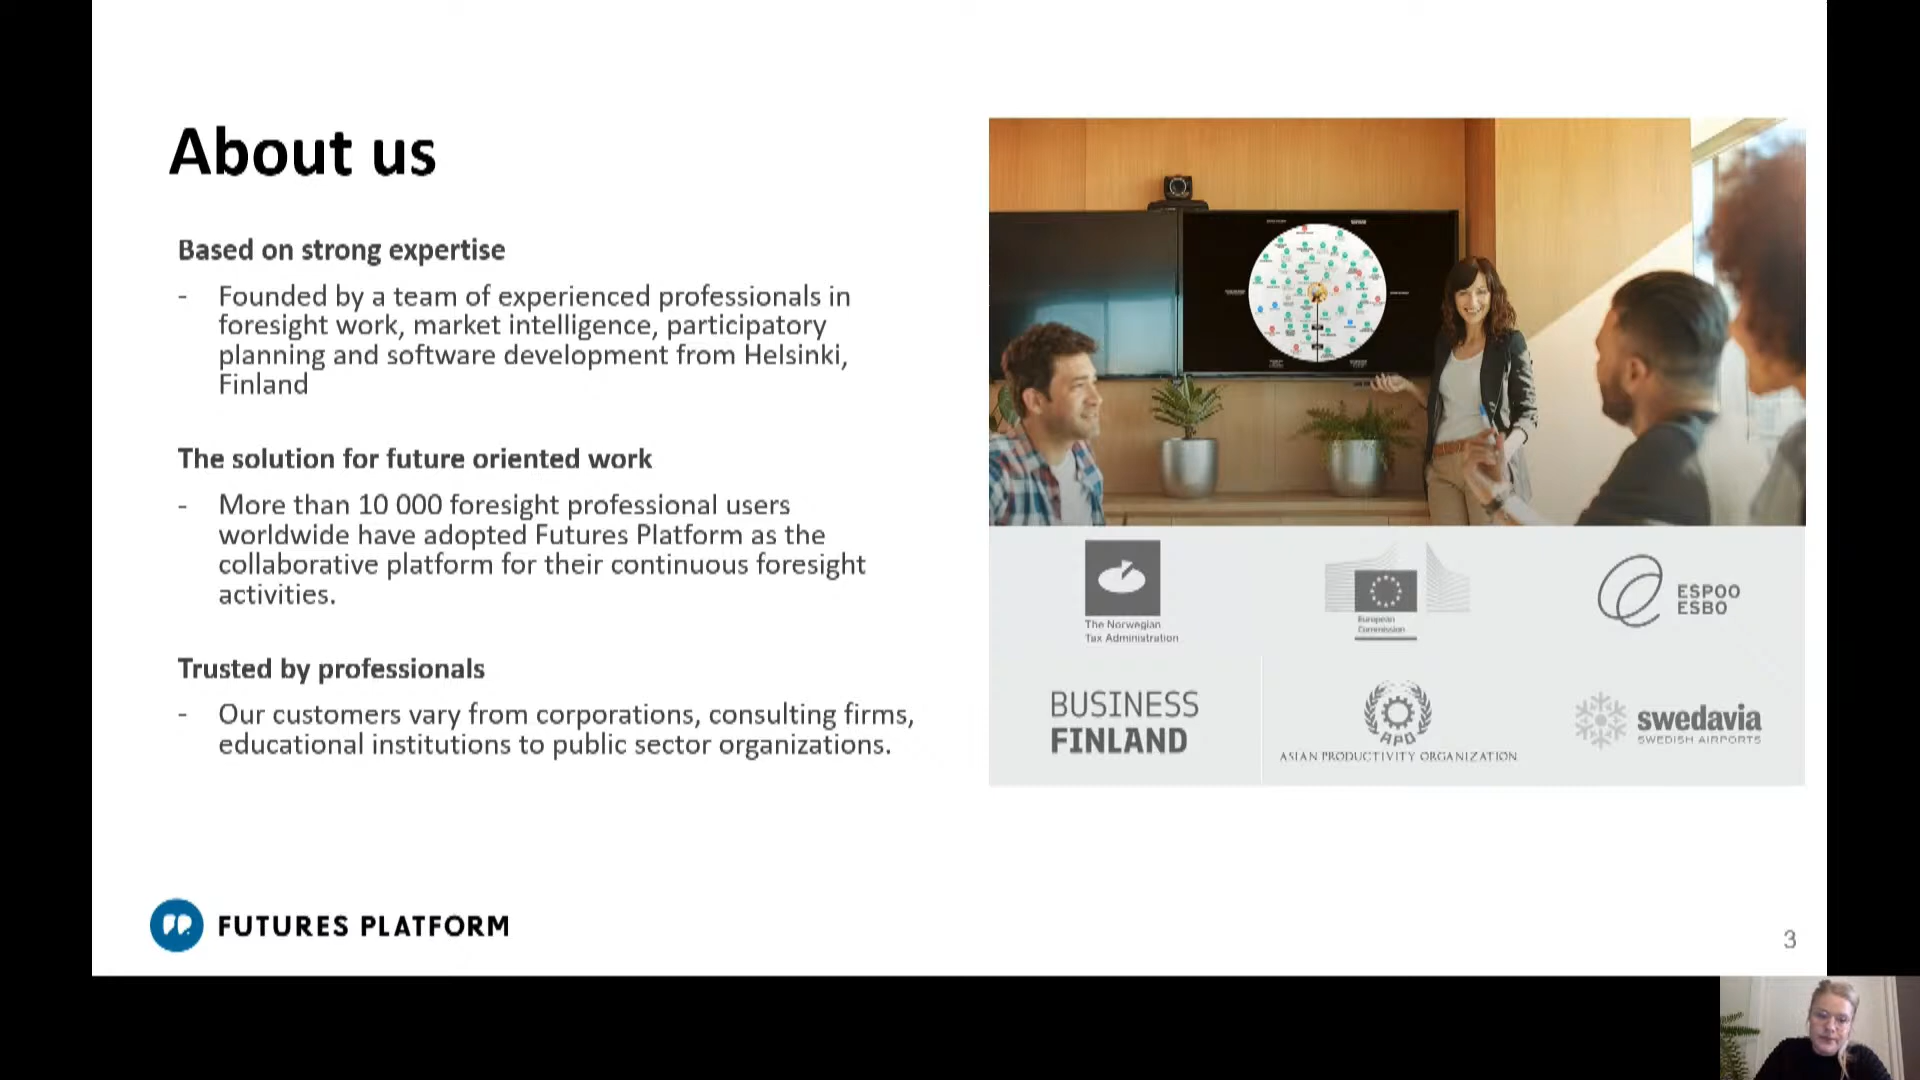 About us
Based on strong expertise
- Founded by a team of experienced professionals in
foresight work, market intelligence, participatory
planning and software development from Helsinki,
Finland
The solution for future oriented work
- More than 10 000 foresight professional users
worldwide have adopted Futures Platform as the
collaborative platform for their continuous foresight
activities.
Trusted by professionals
- Our customers vary from corporations, consulting firms,
educational institutions to public sector organizations.
The Norwegian
Tax Administration
European
Commission
ESPOO
ESBO
BUSINESS
FINLAND
APO
ASIAN PRODUCTIVITY ORGANIZATION
swedavia
SWEDISH AIRPORTS
FUTURES PLATFORM
3